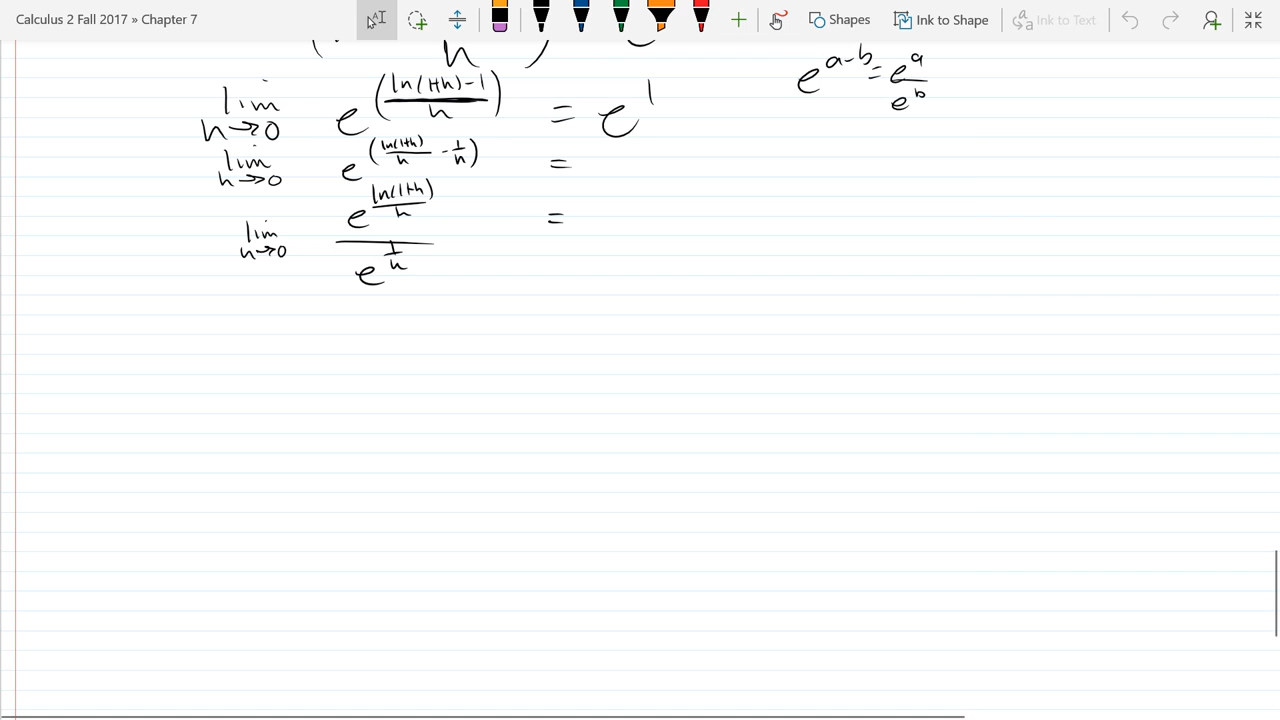 Calculus 2 Fall 2017 » Chapter 7
Shapes
Ink to Shape
Ink to Text
h
e^(a-b) = e^a / e^b
lim h→0 e^((ln(1+h)-1)/h) = e^1
lim h→0 e^(ln(1+h)/h - 1/h) =
lim h→0 e^(ln(1+h)/h) / e^(1/h) =